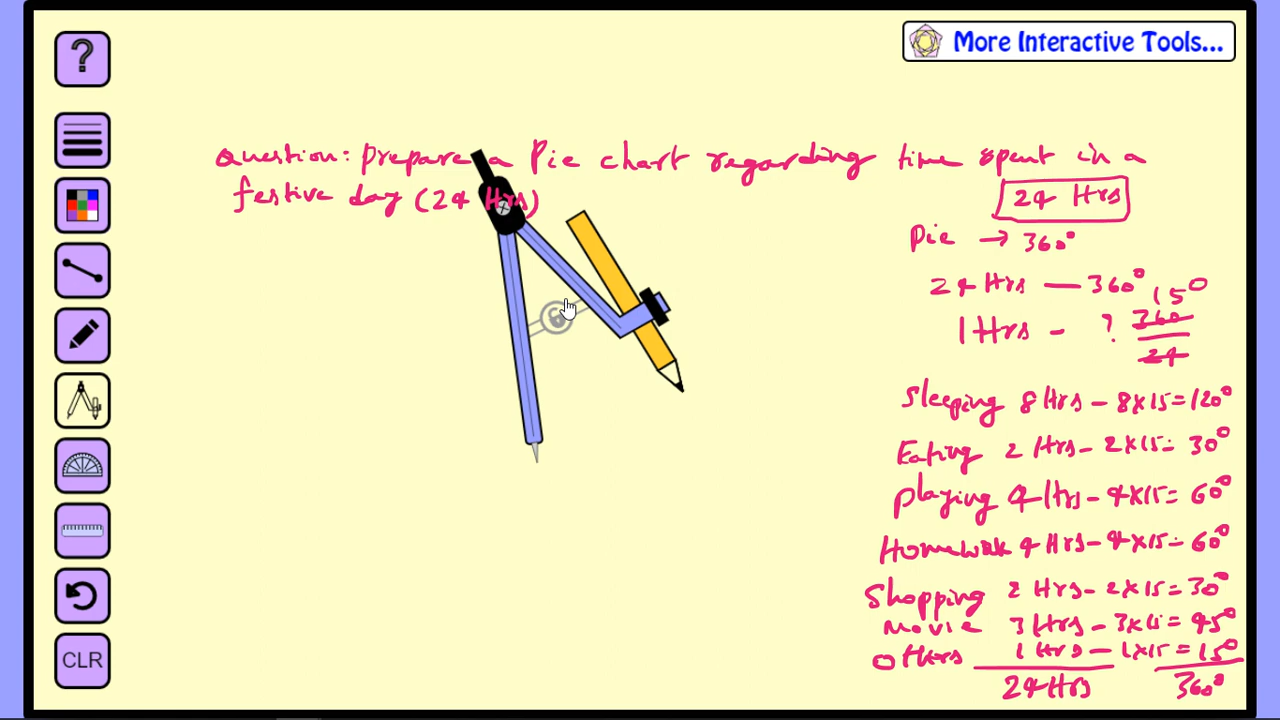 More Interactive Tools...
Question: prepare a Pie chart regarding time spent in a
festive day (24 Hrs)
24 Hrs
Pie → 360°
24 Hrs — 360°
15°
1 Hrs - ? 360
24
Sleeping 8 Hrs - 8x15=120°
Eating 2 Hrs - 2x15= 30°
playing 4 Hrs - 4x15= 60°
Homework 4 Hrs - 4x15= 60°
Shopping 2 Hrs - 2x15=30°
movie 3 Hrs - 3x15= 45°
others 1 Hrs - 1x15=15°
24 Hrs 360°
?
CLR